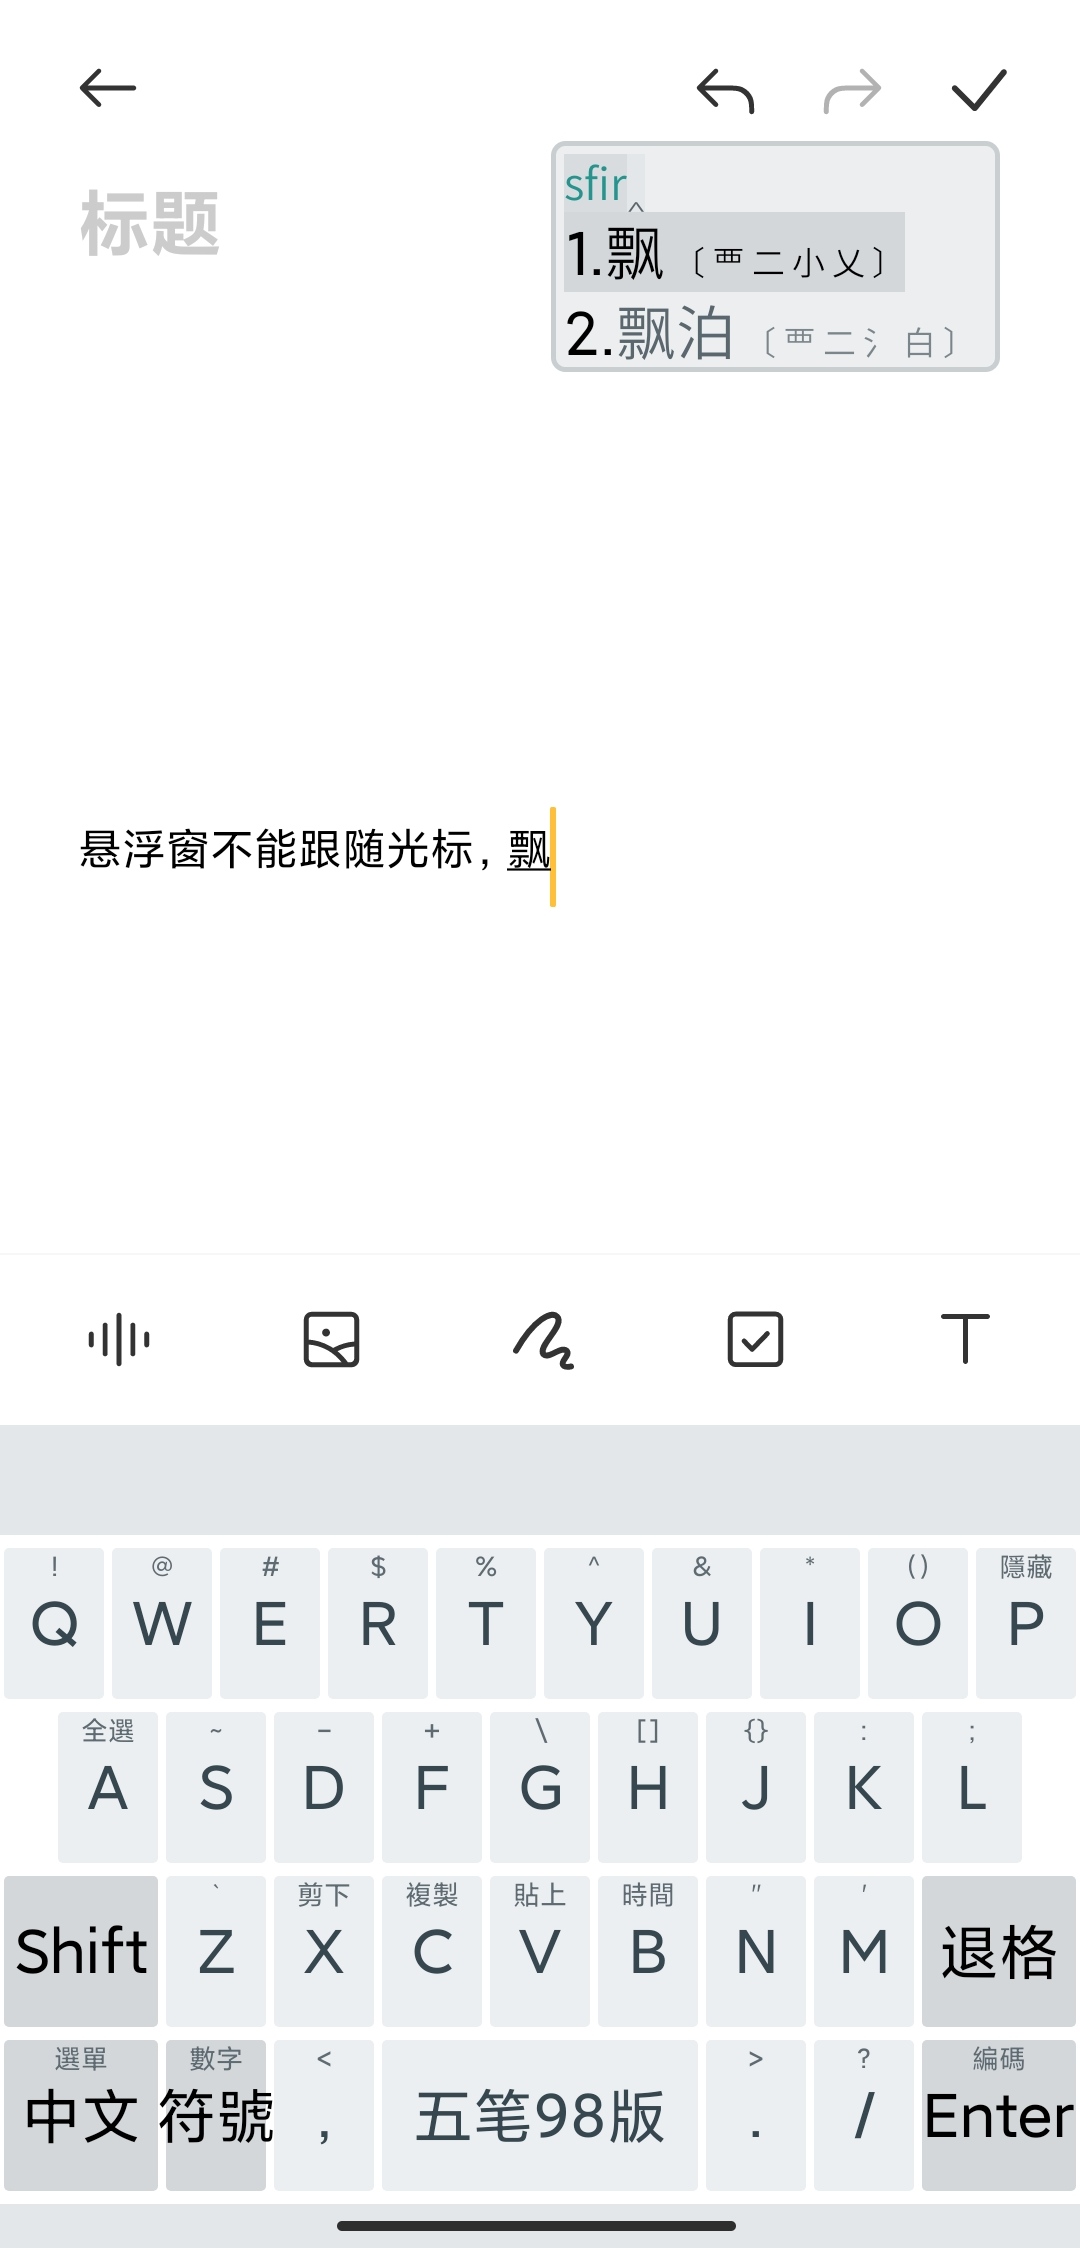 标题
sfir‸
1.飘〔覀二小乂〕
2.飘泊〔覀二氵白〕
悬浮窗不能跟随光标，飘
! @ # $ % ^ & * () 隱藏
Q W E R T Y U I O P
全選 ~ - + \ [] {} : ;
A S D F G H J K L
` 剪下 複製 貼上 時間 " '
Shift Z X C V B N M 退格
選單 數字 < > ? 編碼
中文 符號 , 五笔98版 . / Enter